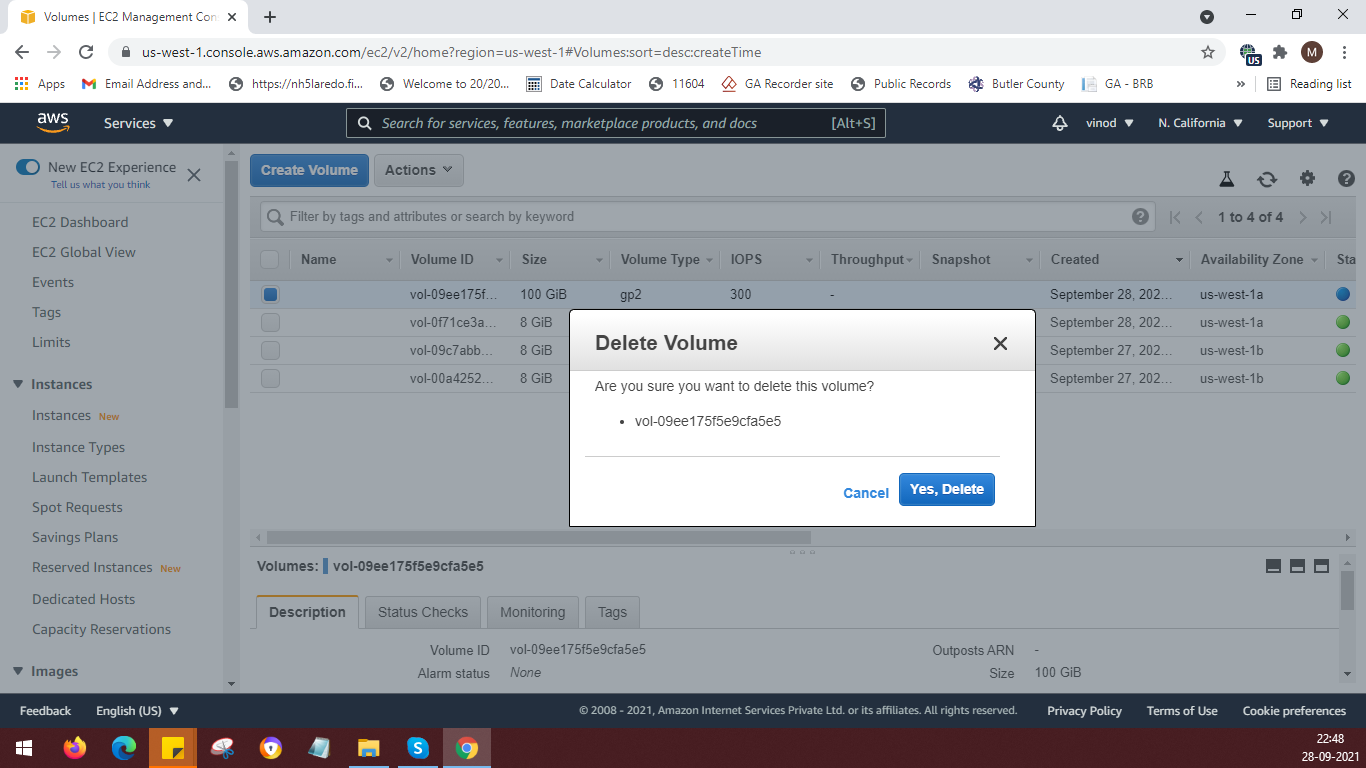 Volumes | EC2 Management Con
us-west-1.console.aws.amazon.com/ec2/v2/home?region=us-west-1#Volumes:sort=desc:createTime
US
M
Apps
Email Address and...
https://nh5laredo.fi...
Welcome to 20/20...
Date Calculator
11604
GA Recorder site
Public Records
Butler County
GA - BRB
»
Reading list
aws
Services
Search for services, features, marketplace products, and docs
[Alt+S]
vinod
N. California
Support
New EC2 Experience
Tell us what you think
EC2 Dashboard
EC2 Global View
Events
Tags
Limits
Instances
Instances New
Instance Types
Launch Templates
Spot Requests
Savings Plans
Reserved Instances New
Dedicated Hosts
Capacity Reservations
Images
Create Volume
Actions
Filter by tags and attributes or search by keyword
1 to 4 of 4
Name Volume ID Size Volume Type IOPS Throughput Snapshot Created Availability Zone Sta
vol-09ee175f... 100 GiB gp2 300 - September 28, 202... us-west-1a
vol-0f71ce3a... 8 GiB September 28, 202... us-west-1a
vol-09c7abb... 8 GiB September 27, 202... us-west-1b
vol-00a4252... 8 GiB September 27, 202... us-west-1b
Delete Volume
Are you sure you want to delete this volume?
• vol-09ee175f5e9cfa5e5
Cancel
Yes, Delete
Volumes: vol-09ee175f5e9cfa5e5
Description
Status Checks
Monitoring
Tags
Volume ID vol-09ee175f5e9cfa5e5
Outposts ARN -
Alarm status None
Size 100 GiB
Feedback
English (US)
© 2008 - 2021, Amazon Internet Services Private Ltd. or its affiliates. All rights reserved.
Privacy Policy
Terms of Use
Cookie preferences
S
22:48
28-09-2021